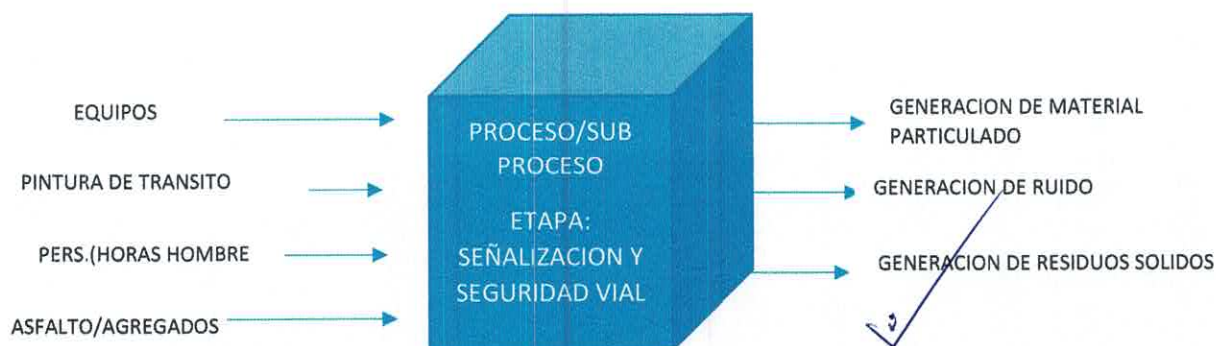 EQUIPOS
PINTURA DE TRANSITO
PERS.(HORAS HOMBRE
ASFALTO/AGREGADOS
PROCESO/SUB
PROCESO
ETAPA:
SEÑALIZACION Y
SEGURIDAD VIAL
GENERACION DE MATERIAL
PARTICULADO
GENERACION DE RUIDO
GENERACION DE RESIDUOS SOLIDOS